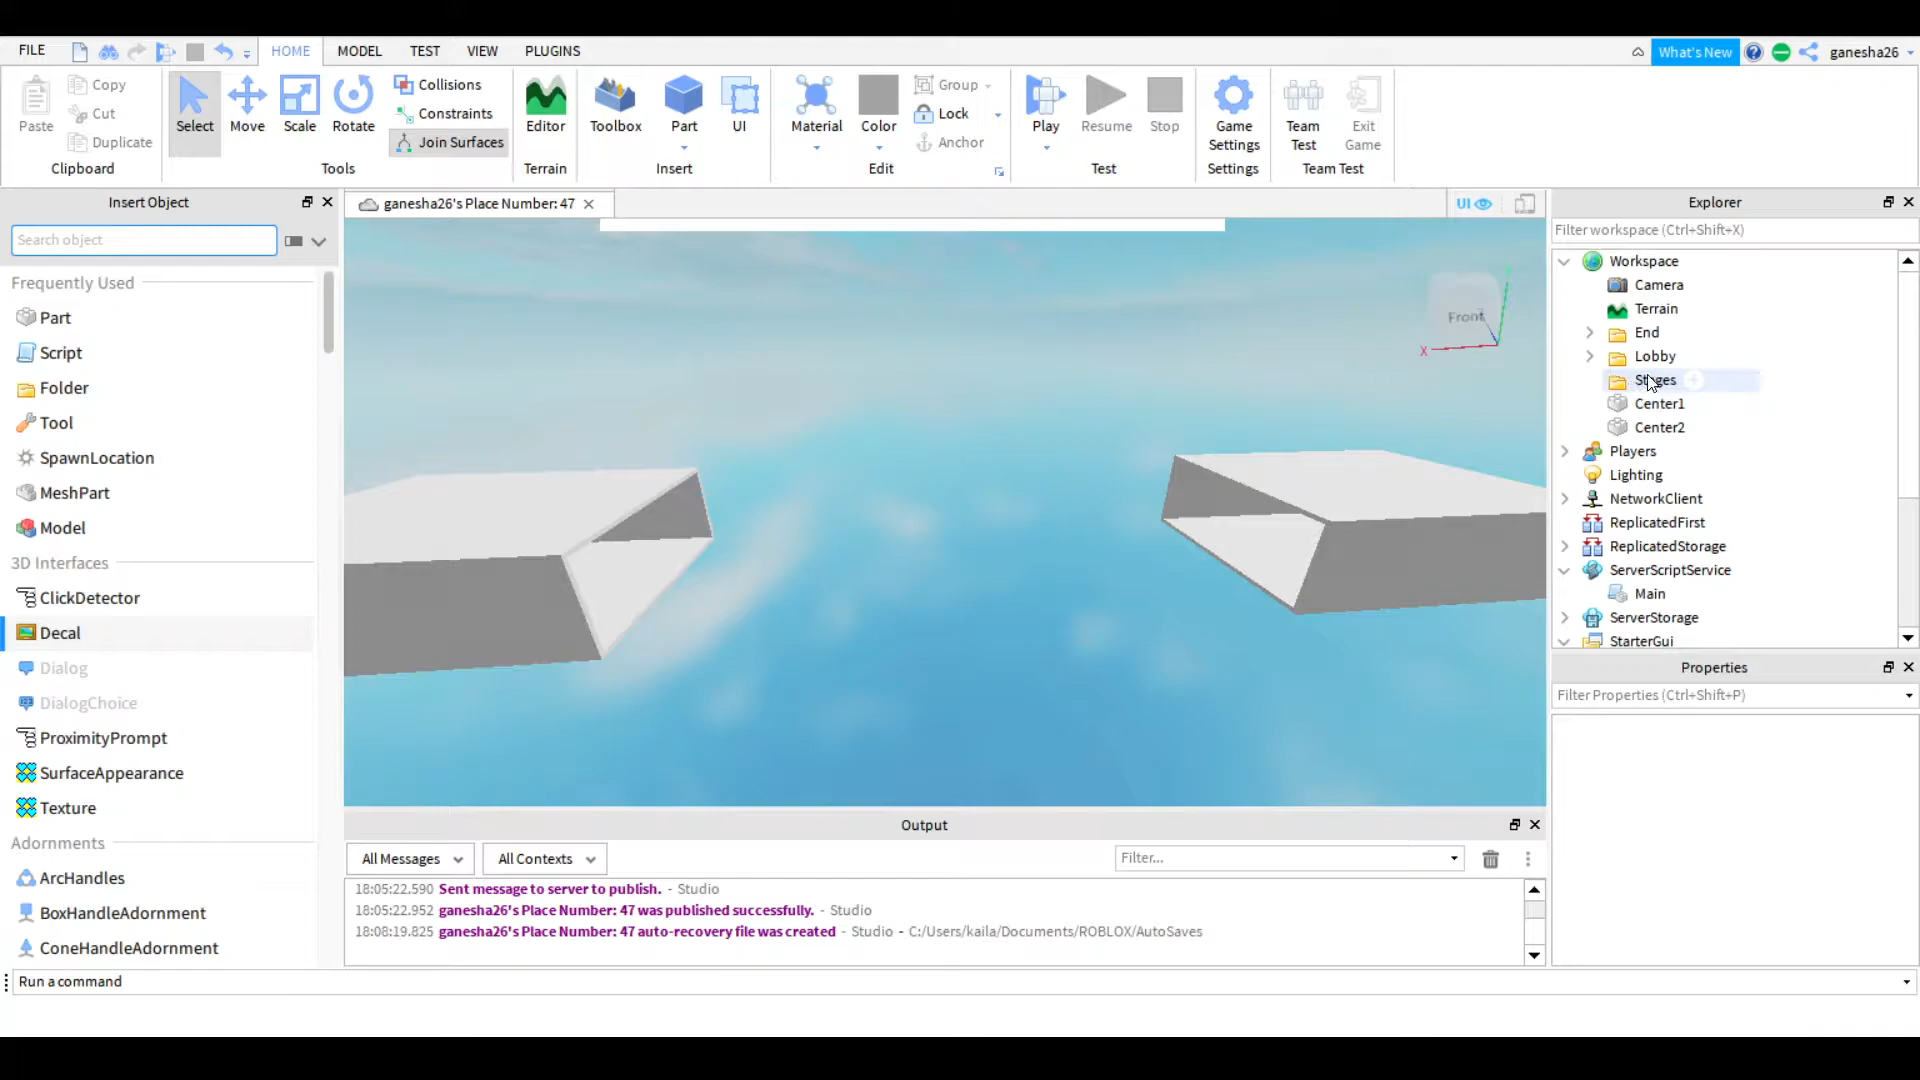 FILE
HOME
MODEL
TEST
VIEW
PLUGINS
What's New
ganesha26
Paste
Copy
Cut
Duplicate
Clipboard
Select
Move
Scale
Rotate
Collisions
Constraints
Join Surfaces
Tools
Editor
Terrain
Toolbox
Part
UI
Insert
Material
Color
Group
Lock
Anchor
Edit
Play
Resume
Stop
Test
Game
Settings
Settings
Team
Test
Exit
Game
Team Test
Insert Object
Search object
Frequently Used
Part
Script
Folder
Tool
SpawnLocation
MeshPart
Model
3D Interfaces
ClickDetector
Decal
Dialog
DialogChoice
ProximityPrompt
SurfaceAppearance
Texture
Adornments
ArcHandles
BoxHandleAdornment
ConeHandleAdornment
ganesha26's Place Number: 47
UI
Front
X
Output
All Messages
All Contexts
Filter...
18:05:22.590 Sent message to server to publish. - Studio
18:05:22.952 ganesha26's Place Number: 47 was published successfully. - Studio
18:08:19.825 ganesha26's Place Number: 47 auto-recovery file was created - Studio - C:/Users/kaila/Documents/ROBLOX/AutoSaves
Explorer
Filter workspace (Ctrl+Shift+X)
Workspace
Camera
Terrain
End
Lobby
Stages
Center1
Center2
Players
Lighting
NetworkClient
ReplicatedFirst
ReplicatedStorage
ServerScriptService
Main
ServerStorage
StarterGui
Properties
Filter Properties (Ctrl+Shift+P)
Run a command